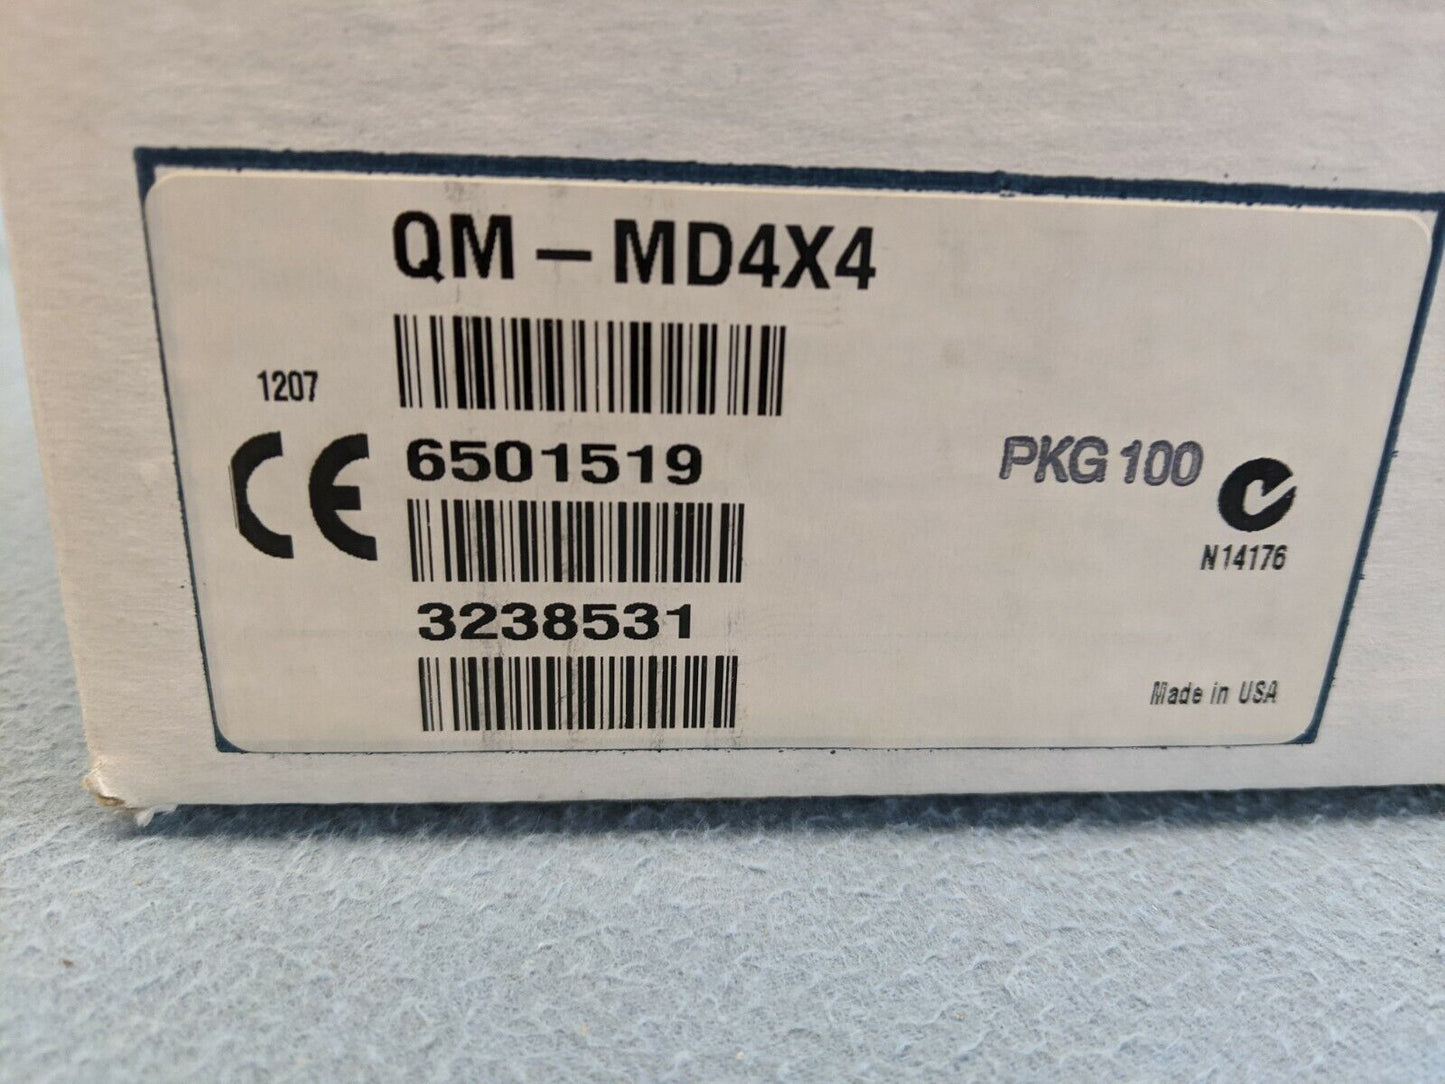 QM – MD4X4
1207
CE
6501519
PKG 100
N14176
3238531
Made in USA